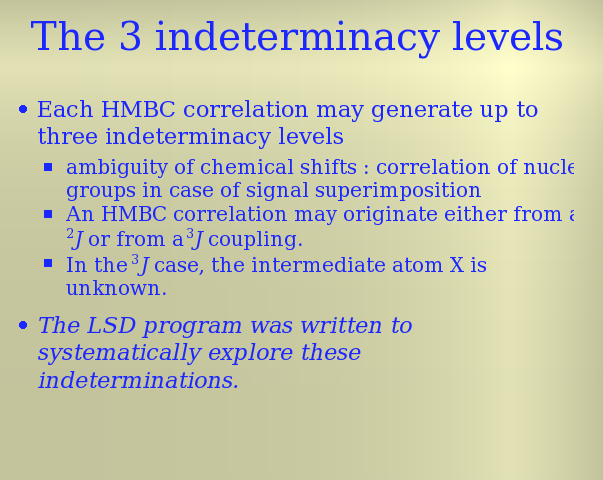 The 3 indeterminacy levels
• Each HMBC correlation may generate up to
three indeterminacy levels
▪ ambiguity of chemical shifts : correlation of nucle
groups in case of signal superimposition
▪ An HMBC correlation may originate either from a
²J or from a ³J coupling.
▪ In the ³J case, the intermediate atom X is
unknown.
• The LSD program was written to
systematically explore these
indeterminations.